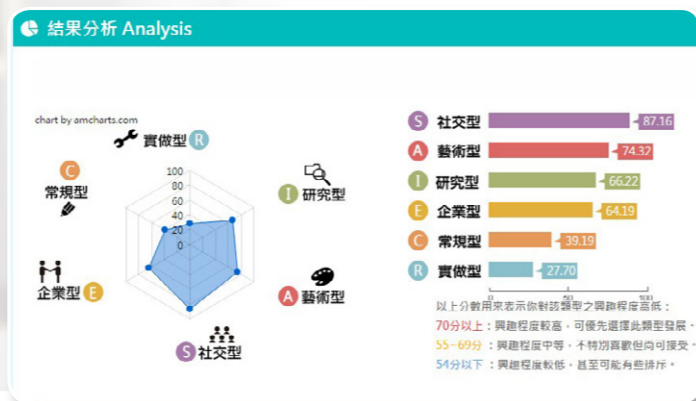 結果分析 Analysis
chart by amcharts.com
實做型 R
C
常規型
I 研究型
100
80
60
40
20
0
企業型 E
A 藝術型
S 社交型
S 社交型 87.16
A 藝術型 74.32
I 研究型 66.22
E 企業型 64.19
C 常規型 39.19
R 實做型 27.70
0 50 100
以上分數用來表示你對該類型之興趣程度高低：
70分以上：興趣程度較高，可優先選擇此類型發展。
55-69分：興趣程度中等，不特別喜歡但尚可接受。
54分以下：興趣程度較低，甚至可能有些排斥。